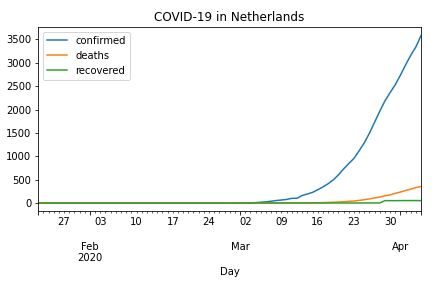 COVID-19 in Netherlands
confirmed
deaths
recovered
3500
3000
2500
2000
1500
1000
500
0
27 03 10 17 24 02 09 16 23 30
Feb Mar Apr
2020
Day